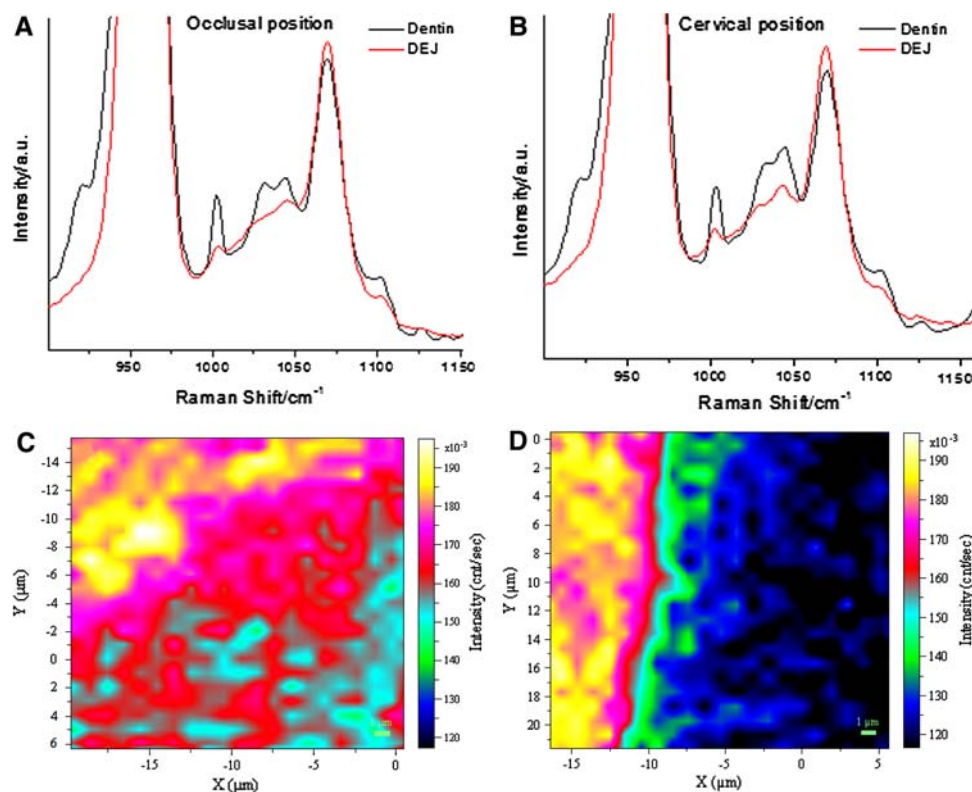 A
Occlusal position
Dentin
DEJ
Intensity/a.u.
950
1000
1050
1100
1150
Raman Shift/cm⁻¹
B
Cervical position
Dentin
DEJ
Intensity/a.u.
950
1000
1050
1100
1150
Raman Shift/cm⁻¹
C
-14
-12
-10
-8
-6
-4
-2
0
2
4
6
Y (µm)
-15
-10
-5
0
X (µm)
x10⁻³
190
180
170
160
150
140
130
120
Intensity (cnt/sec)
D
0
2
4
6
8
10
12
14
16
18
20
Y (µm)
-15
-10
-5
0
5
X (µm)
1 µm
x10⁻³
190
180
170
160
150
140
130
120
Intensity (cnt/sec)